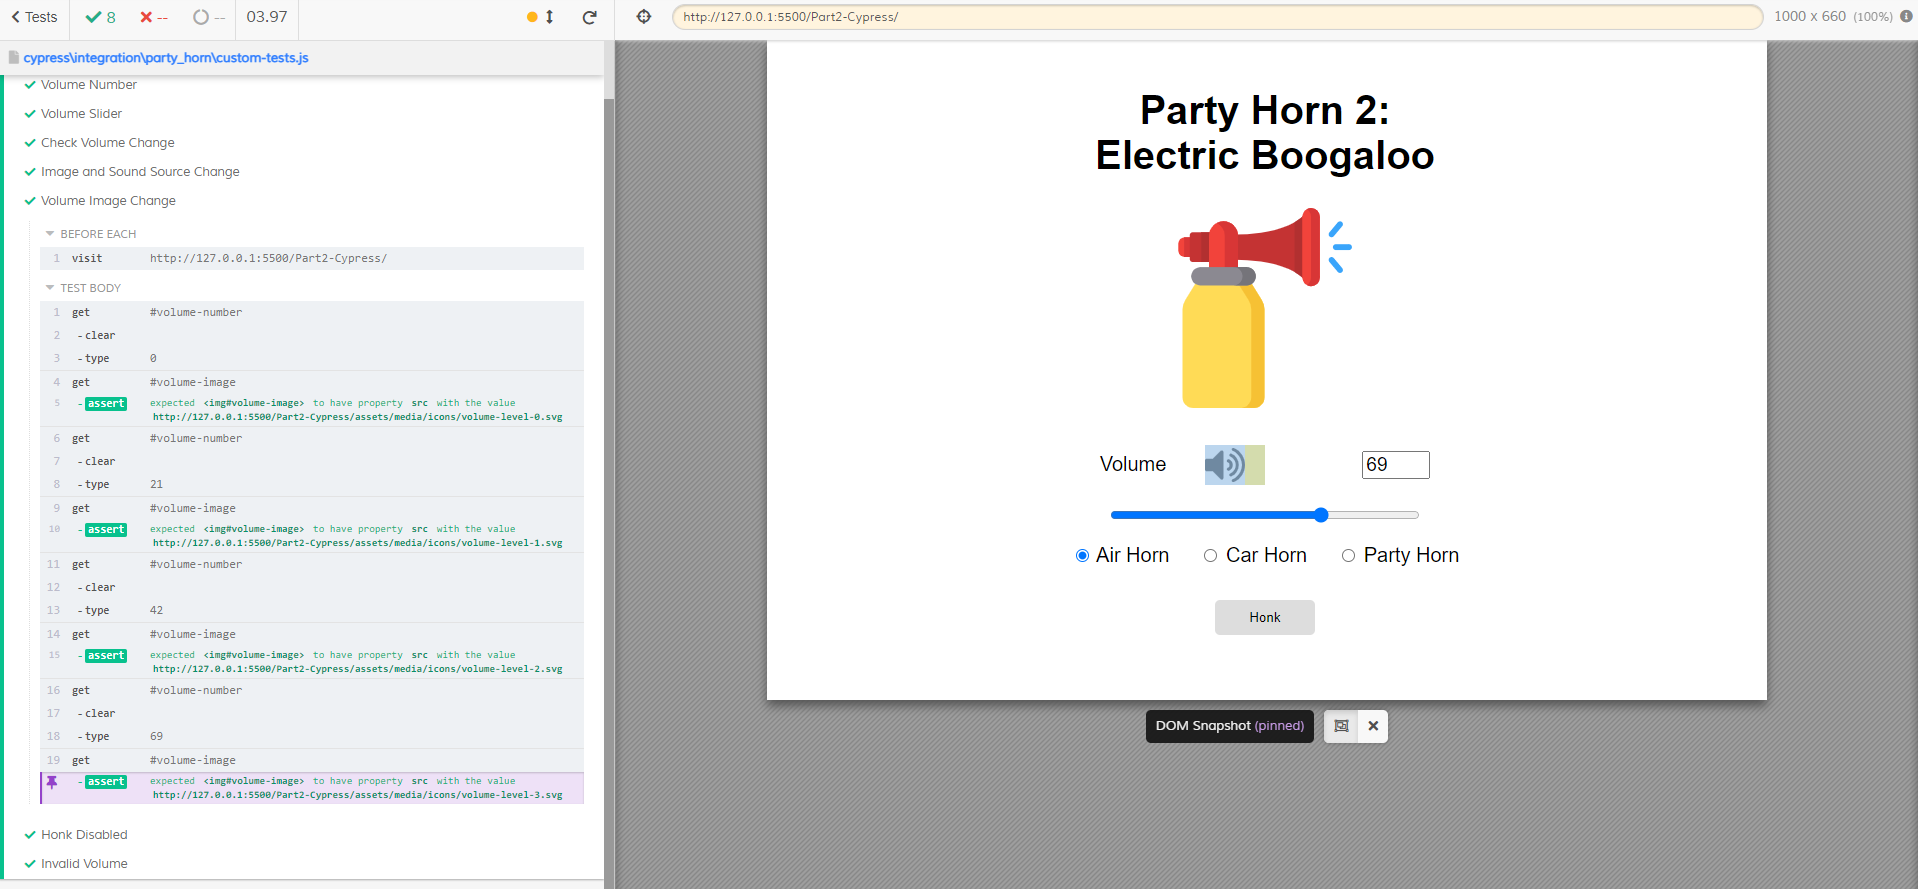 Tests 8 -- -- 03.97
http://127.0.0.1:5500/Part2-Cypress/ 1000 x 660 (100%)
cypress\integration\party_horn\custom-tests.js
Volume Number
Volume Slider
Check Volume Change
Image and Sound Source Change
Volume Image Change
BEFORE EACH
1 visit http://127.0.0.1:5500/Part2-Cypress/
TEST BODY
1 get #volume-number
2 -clear
3 -type 0
4 get #volume-image
5 -assert expected <img#volume-image> to have property src with the value
http://127.0.0.1:5500/Part2-Cypress/assets/media/icons/volume-level-0.svg
6 get #volume-number
7 -clear
8 -type 21
9 get #volume-image
10 -assert expected <img#volume-image> to have property src with the value
http://127.0.0.1:5500/Part2-Cypress/assets/media/icons/volume-level-1.svg
11 get #volume-number
12 -clear
13 -type 42
14 get #volume-image
15 -assert expected <img#volume-image> to have property src with the value
http://127.0.0.1:5500/Part2-Cypress/assets/media/icons/volume-level-2.svg
16 get #volume-number
17 -clear
18 -type 69
19 get #volume-image
-assert expected <img#volume-image> to have property src with the value
http://127.0.0.1:5500/Part2-Cypress/assets/media/icons/volume-level-3.svg
Honk Disabled
Invalid Volume
Party Horn 2:
Electric Boogaloo
Volume 69
Air Horn Car Horn Party Horn
Honk
DOM Snapshot (pinned)